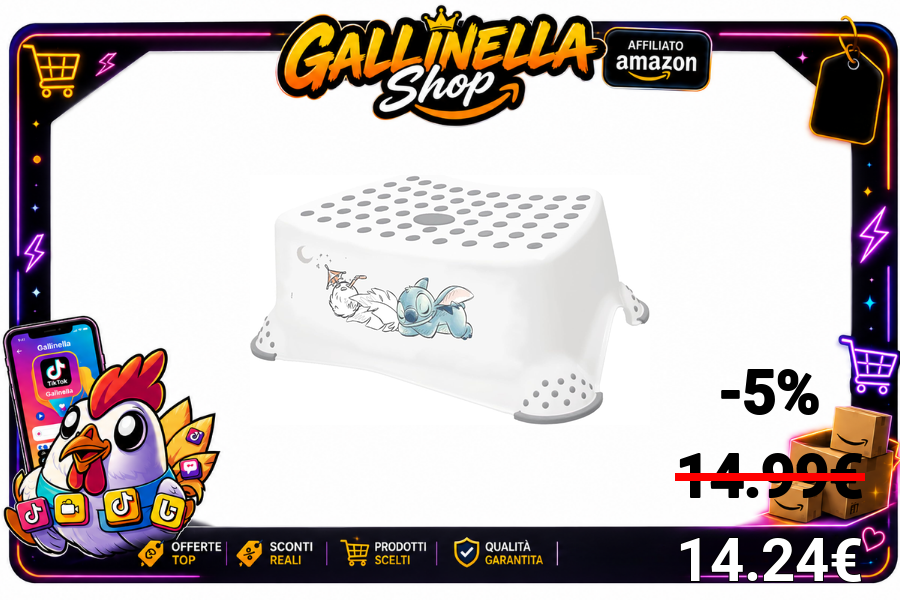 GALLINELLA
Shop
AFFILIATO
amazon
Gallinella
TikTok
Gallinella
-5%
14.99€
14.24€
OFFERTE
TOP
SCONTI
REALI
PRODOTTI
SCELTI
QUALITÀ
GARANTITA